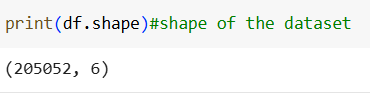 print(df.shape)#shape of the dataset
(205052, 6)